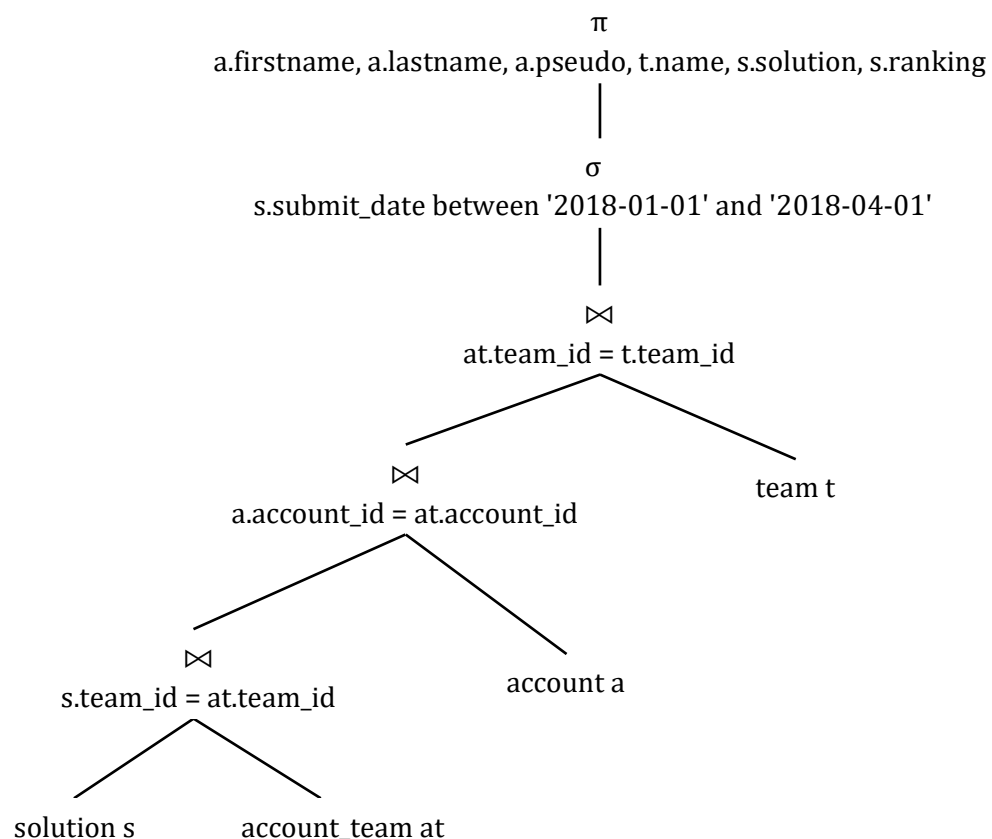 π
a.firstname, a.lastname, a.pseudo, t.name, s.solution, s.ranking
σ
s.submit_date between '2018-01-01' and '2018-04-01'
⋈
at.team_id = t.team_id
⋈
a.account_id = at.account_id
team t
⋈
s.team_id = at.team_id
account a
solution s
account_team at